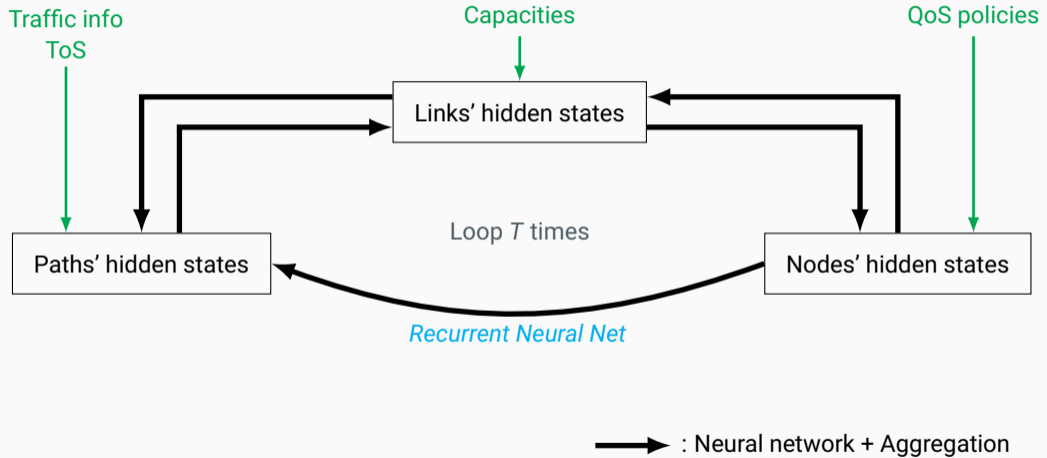 Traffic info
ToS
Capacities
QoS policies
Links’ hidden states
Loop T times
Paths’ hidden states
Nodes’ hidden states
Recurrent Neural Net
: Neural network + Aggregation